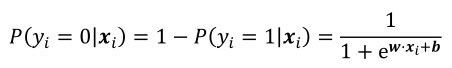 P(y_i = 0|x_i) = 1 − P(y_i = 1|x_i) = 1 / (1 + e^{w·x_i+b})